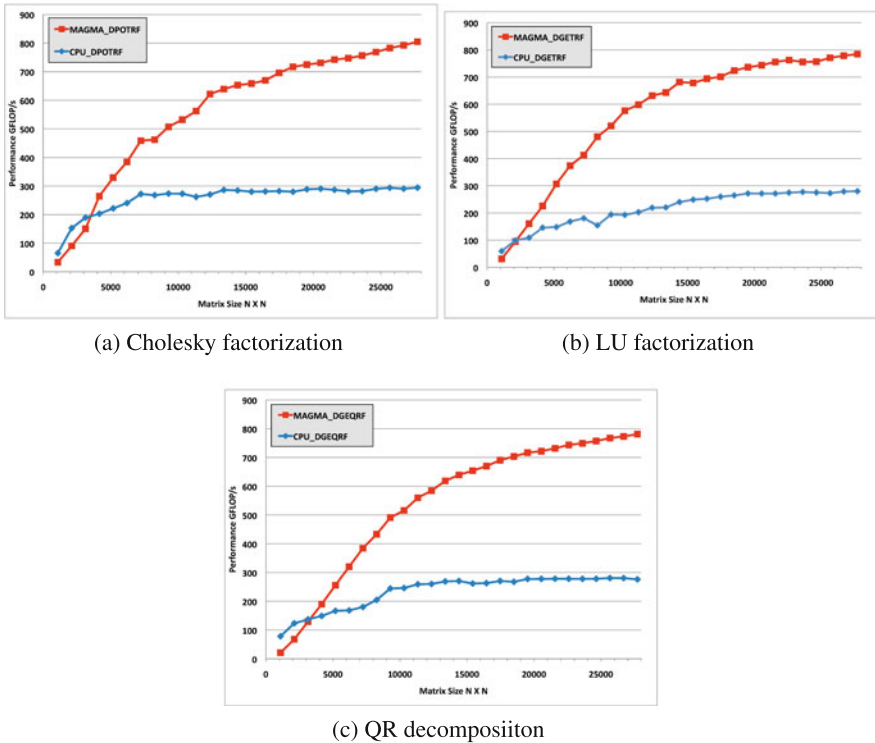 900
800
700
600
500
400
300
200
100
0
Performance GFLOP/s
MAGMA_DPOTRF
CPU_DPOTRF
0 5000 10000 15000 20000 25000
Matrix Size N X N
(a) Cholesky factorization
900
800
700
600
500
400
300
200
100
0
Performance GFLOP/s
MAGMA_DGETRF
CPU_DGETRF
0 5000 10000 15000 20000 25000
Matrix Size N X N
(b) LU factorization
900
800
700
600
500
400
300
200
100
0
Performance GFLOP/s
MAGMA_DGEQRF
CPU_DGEQRF
0 5000 10000 15000 20000 25000
Matrix Size N X N
(c) QR decomposiiton